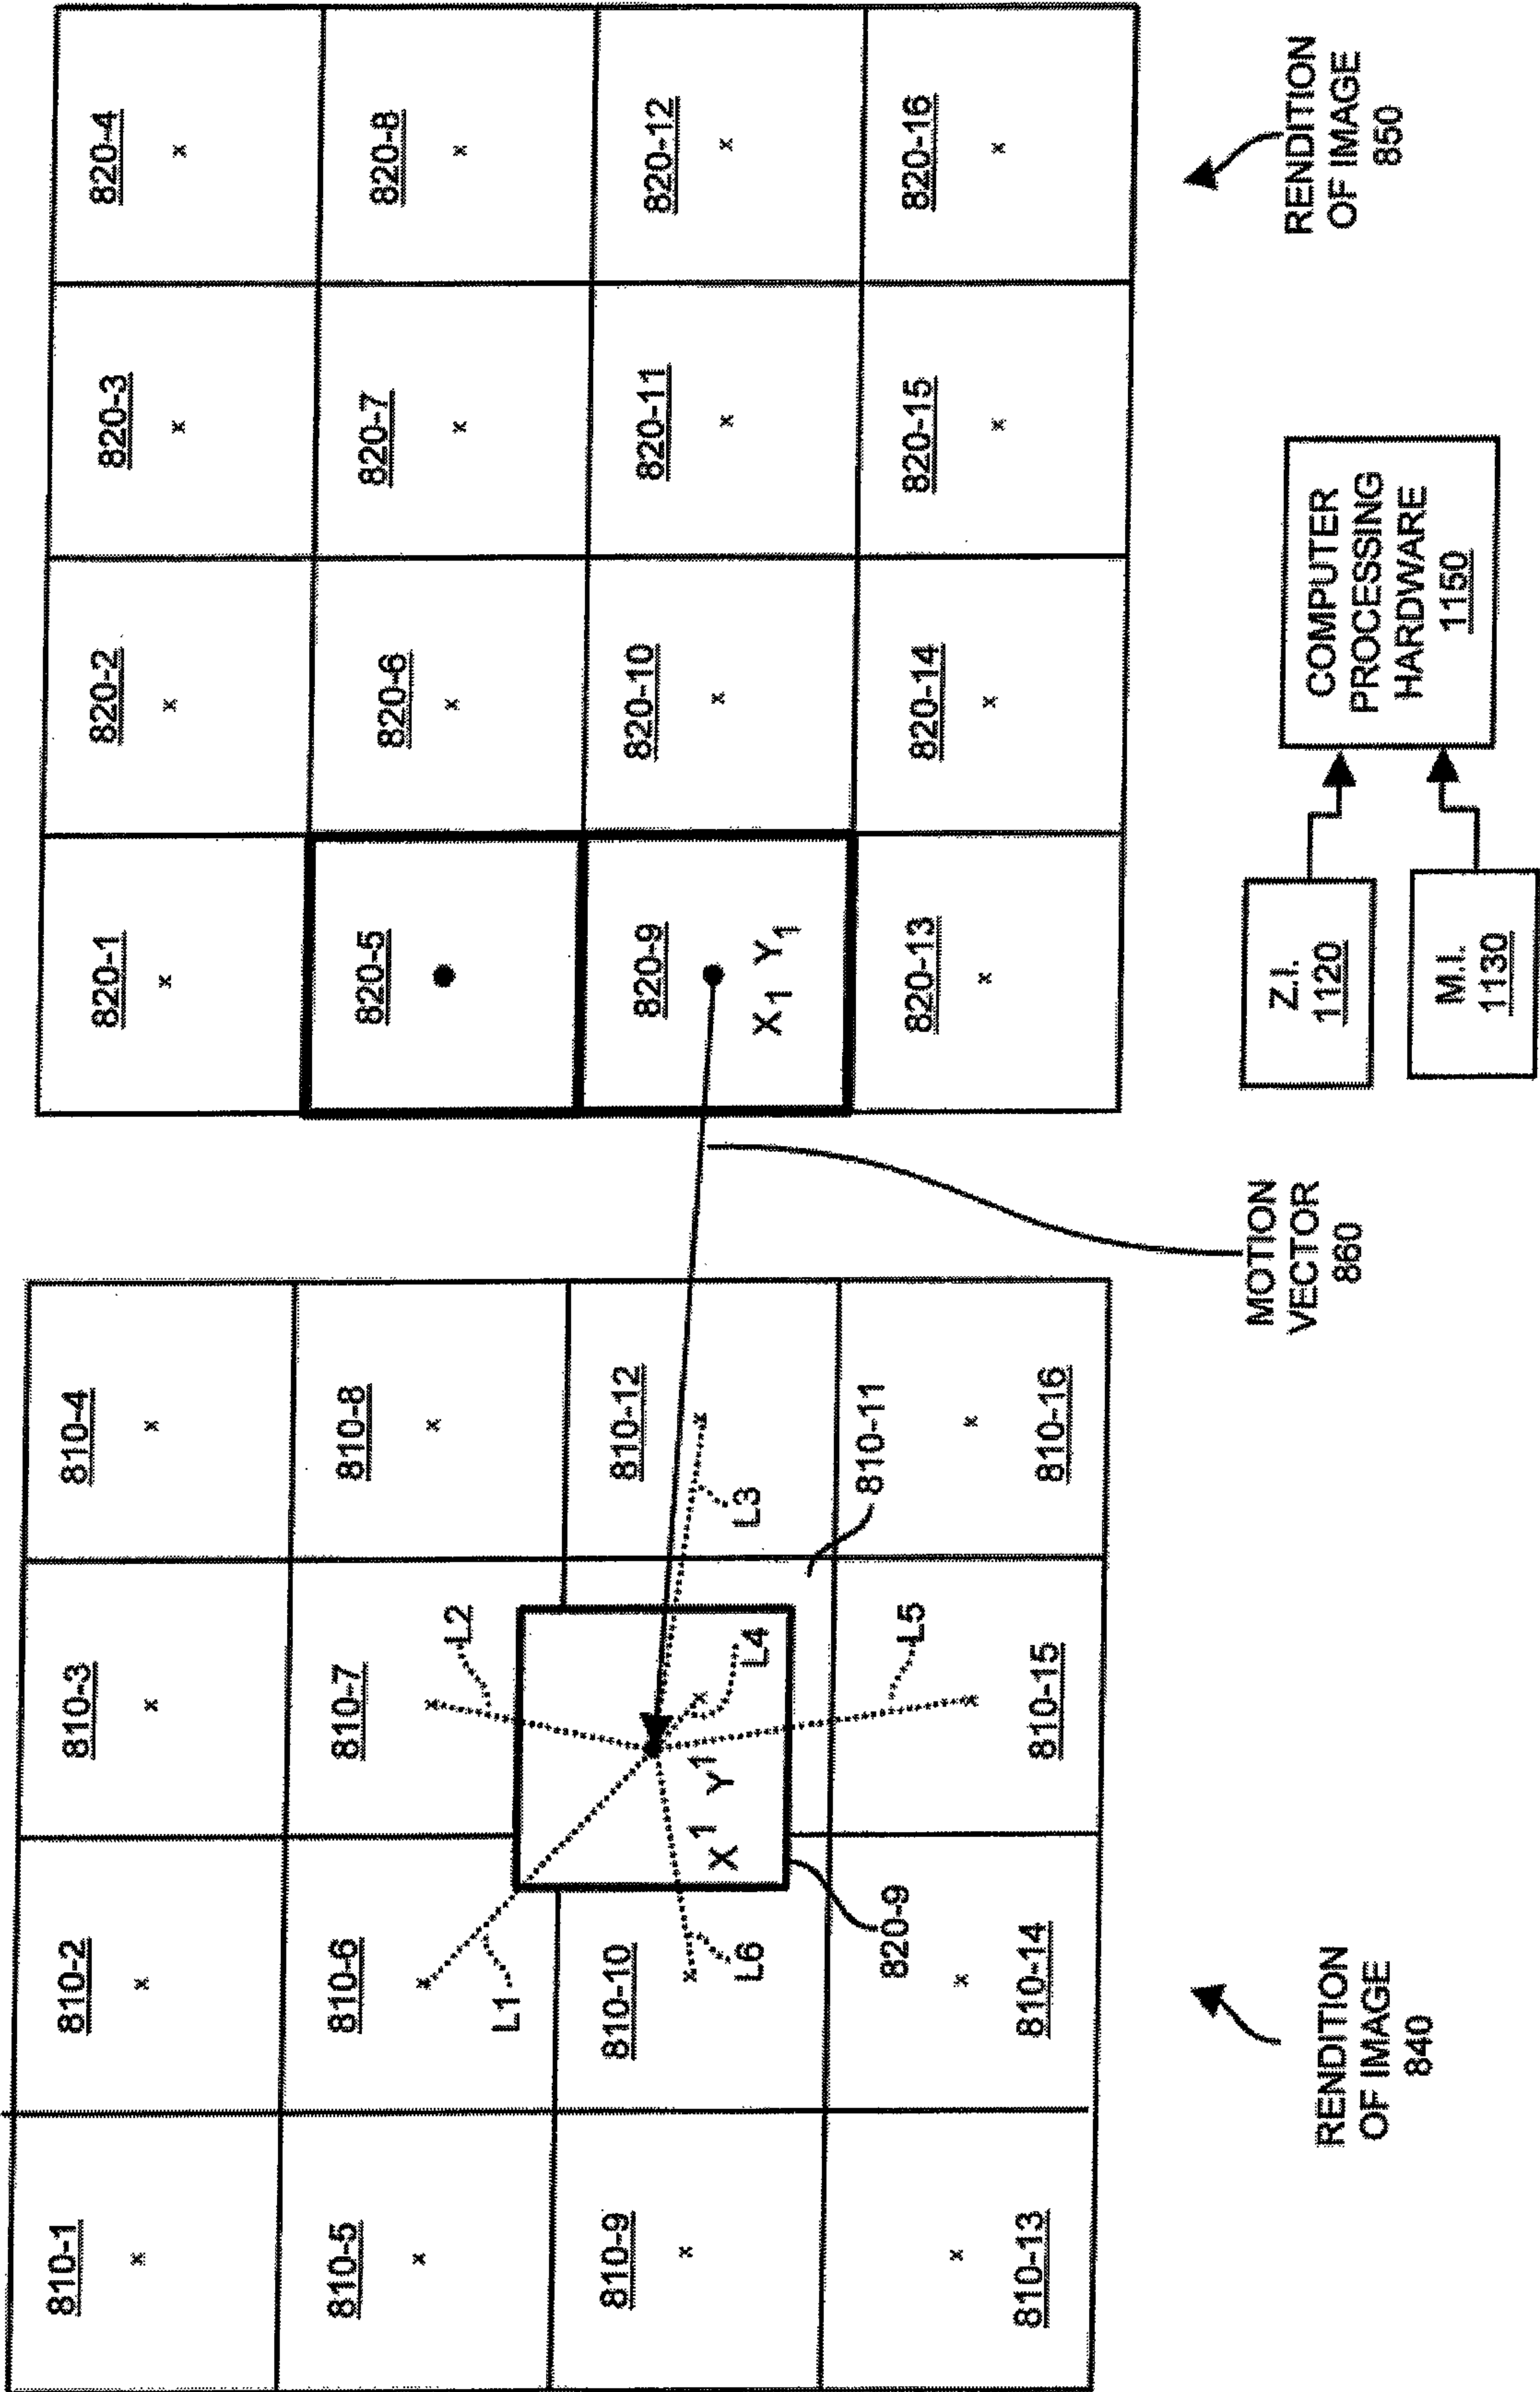 810-1
810-2
810-3
810-4
810-5
810-6
810-7
810-8
L1
L2
810-9
810-10
810-12
L6
X1 Y1
L4
L3
820-9
L5
810-11
810-13
810-14
810-15
810-16
RENDITION
OF IMAGE
840
MOTION
VECTOR
860
820-1
820-2
820-3
820-4
820-5
820-6
820-7
820-8
820-9
820-10
820-11
820-12
X1 Y1
820-13
820-14
820-15
820-16
Z.I.
1120
M.I.
1130
COMPUTER
PROCESSING
HARDWARE
1150
RENDITION
OF IMAGE
850